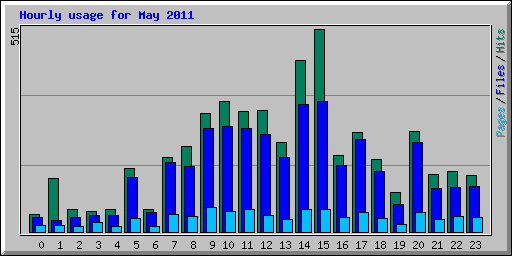 Hourly usage for May 2011
515
Pages / Files / Hits
0 1 2 3 4 5 6 7 8 9 10 11 12 13 14 15 16 17 18 19 20 21 22 23